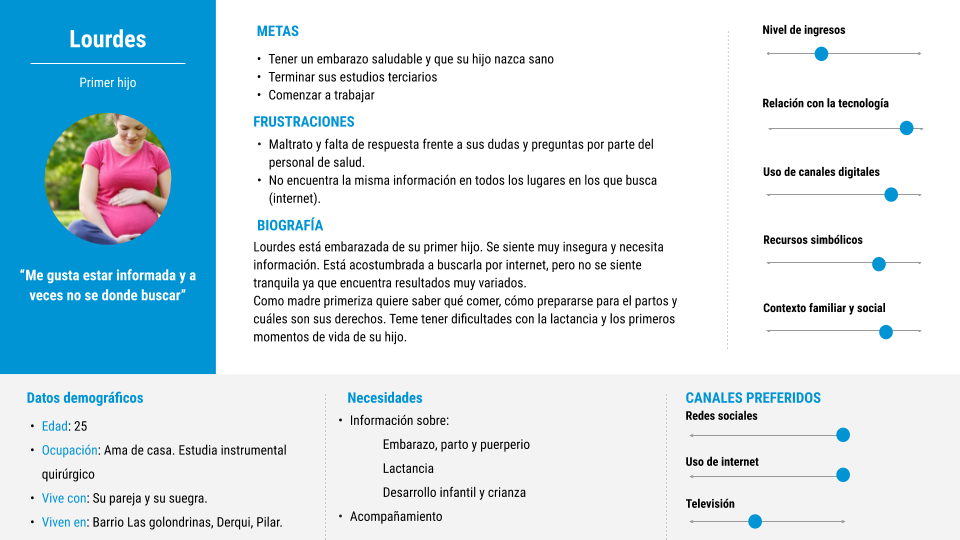 Lourdes
Primer hijo
“Me gusta estar informada y a
veces no se donde buscar”
METAS
• Tener un embarazo saludable y que su hijo nazca sano
• Terminar sus estudios terciarios
• Comenzar a trabajar
FRUSTRACIONES
• Maltrato y falta de respuesta frente a sus dudas y preguntas por parte del
personal de salud.
• No encuentra la misma información en todos los lugares en los que busca
(internet).
BIOGRAFÍA
Lourdes está embarazada de su primer hijo. Se siente muy insegura y necesita
información. Está acostumbrada a buscarla por internet, pero no se siente
tranquila ya que encuentra resultados muy variados.
Como madre primeriza quiere saber qué comer, cómo prepararse para el partos y
cuáles son sus derechos. Teme tener dificultades con la lactancia y los primeros
momentos de vida de su hijo.
Nivel de ingresos
Relación con la tecnología
Uso de canales digitales
Recursos simbólicos
Contexto familiar y social
Datos demográficos
• Edad: 25
• Ocupación: Ama de casa. Estudia instrumental
quirúrgico
• Vive con: Su pareja y su suegra.
• Viven en: Barrio Las golondrinas, Derqui, Pilar.
Necesidades
• Información sobre:
Embarazo, parto y puerperio
Lactancia
Desarrollo infantil y crianza
• Acompañamiento
CANALES PREFERIDOS
Redes sociales
Uso de internet
Televisión